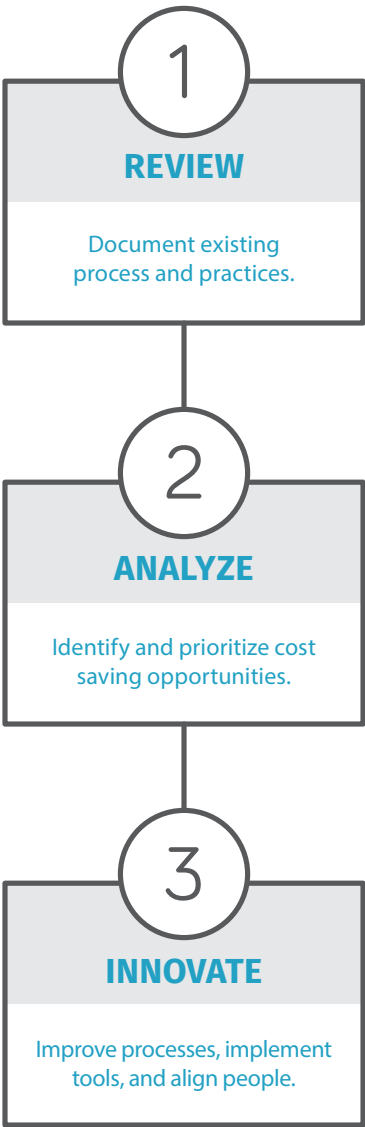 1
REVIEW
Document existing
process and practices.
2
ANALYZE
Identify and prioritize cost
saving opportunities.
3
INNOVATE
Improve processes, implement
tools, and align people.